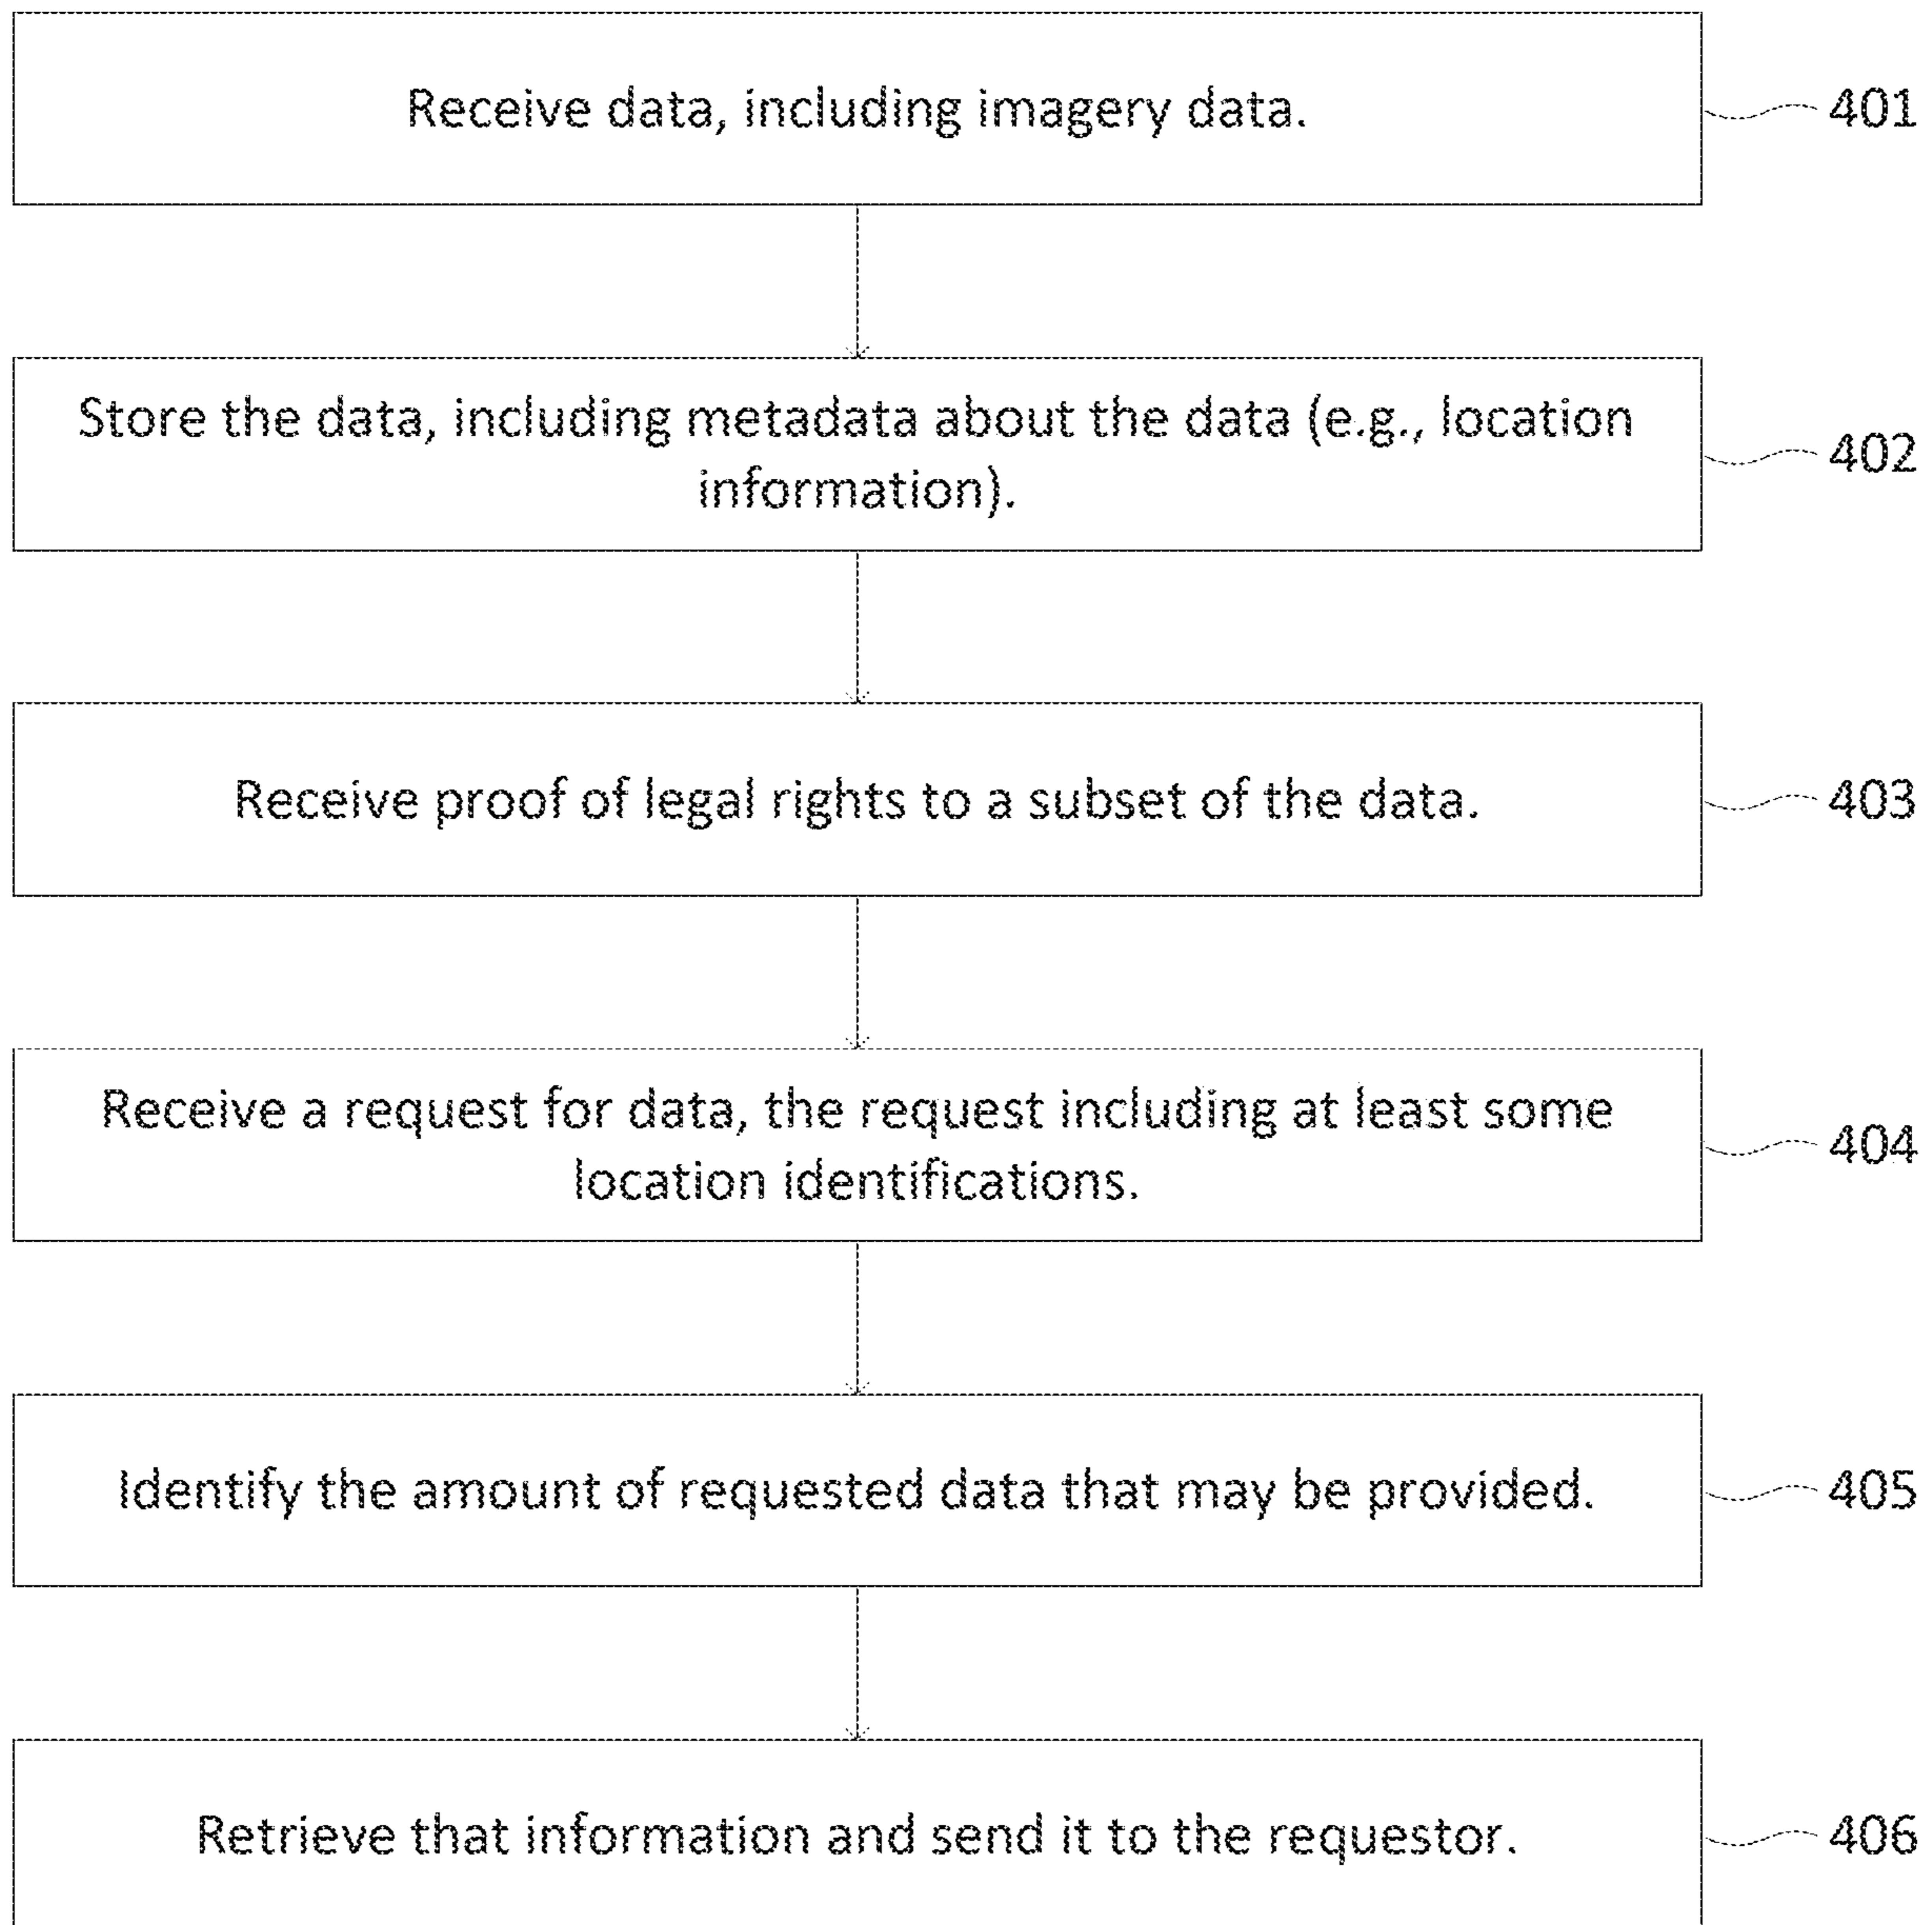 Receive data, including imagery data.
401
Store the data, including metadata about the data (e.g., location
information).
402
Receive proof of legal rights to a subset of the data.
403
Receive a request for data, the request including at least some
location identifications.
404
Identify the amount of requested data that may be provided.
405
Retrieve that information and send it to the requestor.
406